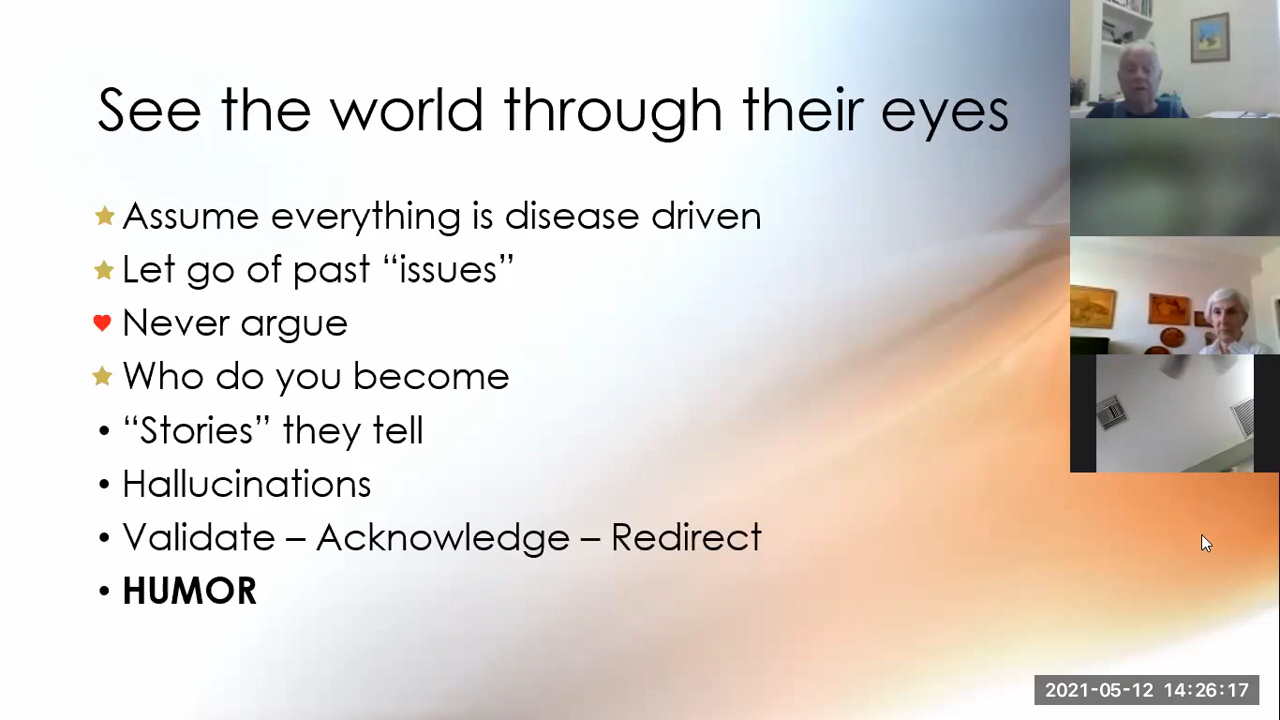 See the world through their eyes
Assume everything is disease driven
Let go of past “issues”
Never argue
Who do you become
• “Stories” they tell
• Hallucinations
• Validate – Acknowledge – Redirect
• HUMOR
2021-05-12 14:26:17